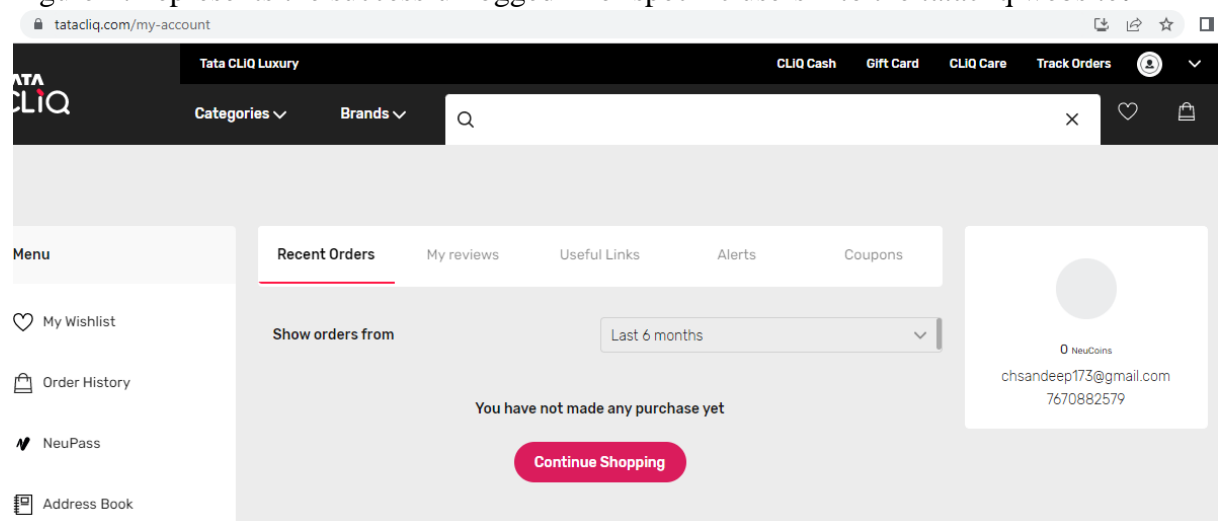 tatacliq.com/my-account
Tata CLiQ Luxury
CLiQ Cash Gift Card CLiQ Care Track Orders
TATA
CLiQ
Categories Brands
Menu
Recent Orders My reviews Useful Links Alerts Coupons
My Wishlist
Show orders from Last 6 months
0 NeuCoins
chsandeep173@gmail.com
Order History
7670882579
You have not made any purchase yet
NeuPass
Continue Shopping
Address Book